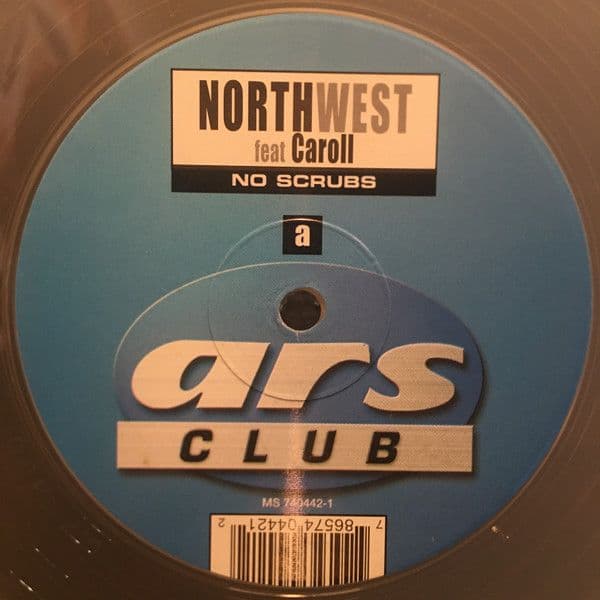 NORTHWEST
feat Caroll
NO SCRUBS
a
ars
CLUB
MS 740442-1
7 86574 04421 2